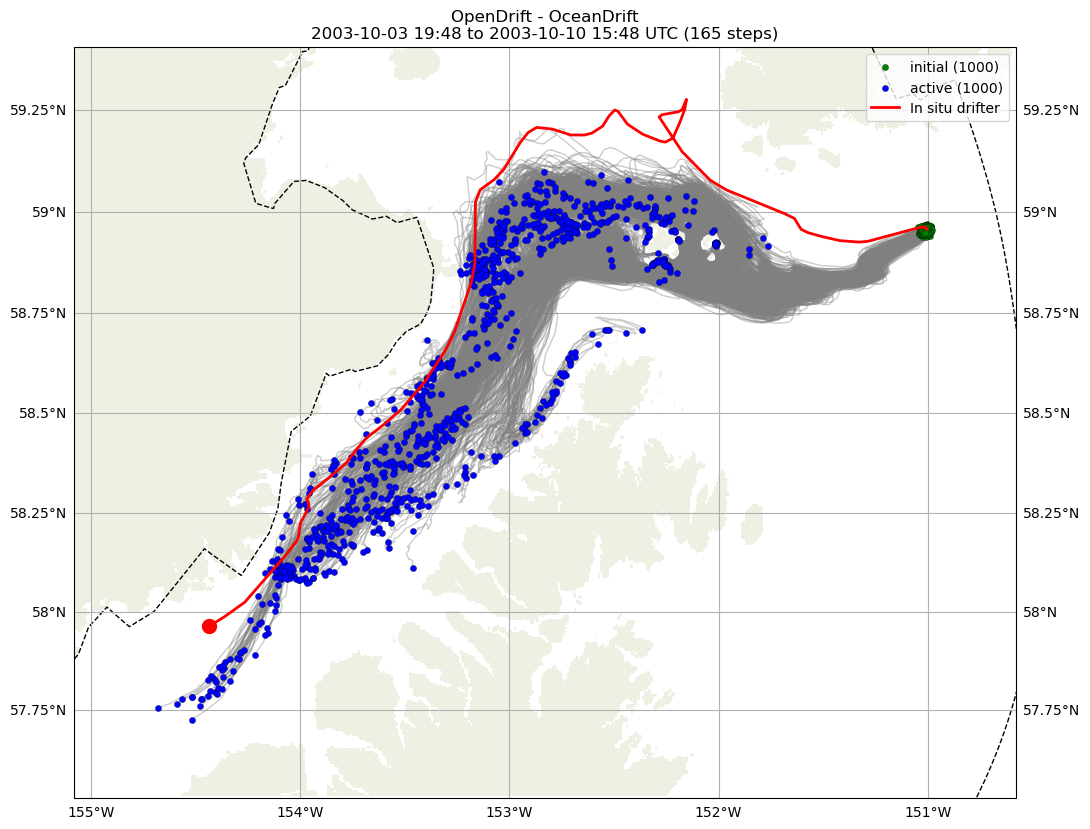 OpenDrift - OceanDrift
2003-10-03 19:48 to 2003-10-10 15:48 UTC (165 steps)
initial (1000)
active (1000)
In situ drifter
59.25°N
59.25°N
59°N
59°N
58.75°N
58.75°N
58.5°N
58.5°N
58.25°N
58.25°N
58°N
58°N
57.75°N
57.75°N
155°W
154°W
153°W
152°W
151°W